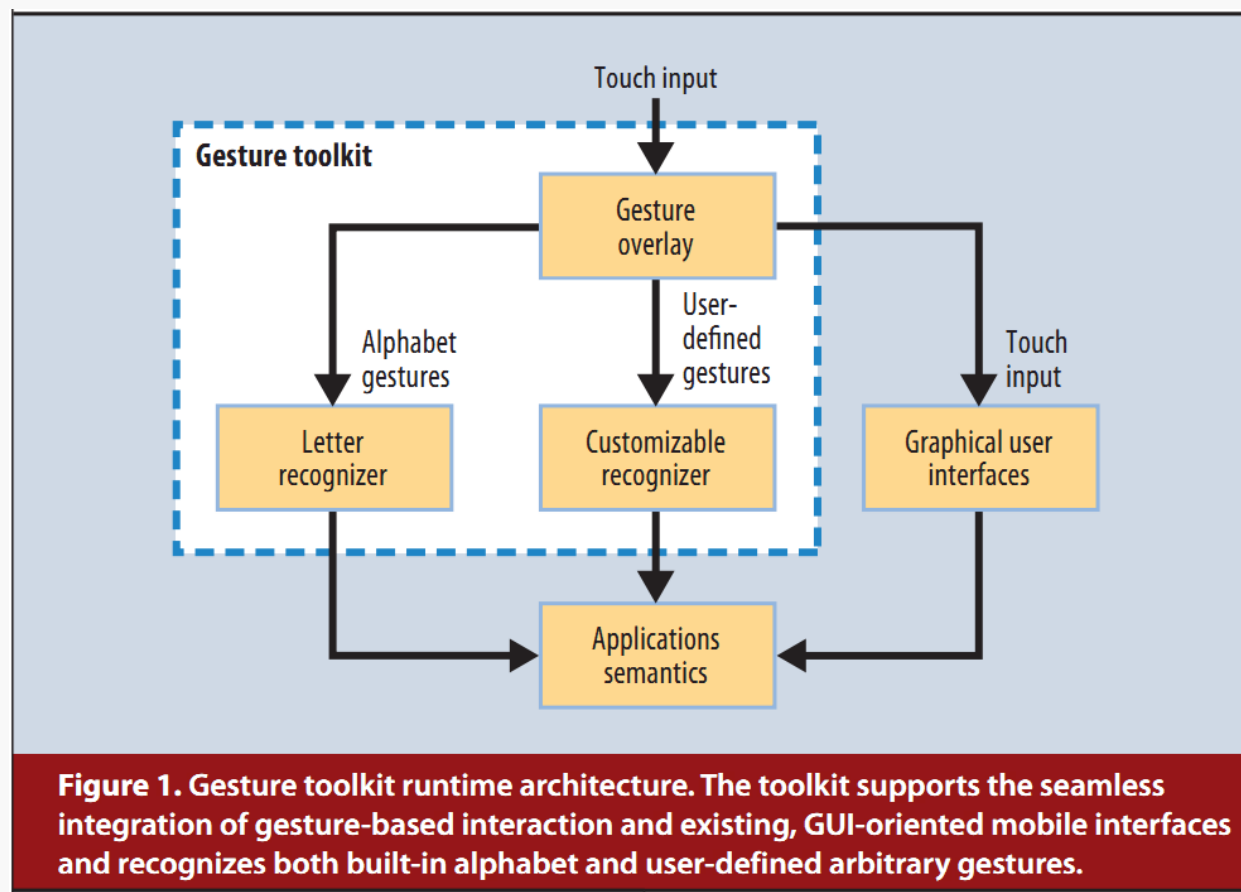 Touch input
Gesture toolkit
Gesture
overlay
Alphabet
gestures
User-
defined
gestures
Touch
input
Letter
recognizer
Customizable
recognizer
Graphical user
interfaces
Applications
semantics
Figure 1. Gesture toolkit runtime architecture. The toolkit supports the seamless
integration of gesture-based interaction and existing, GUI-oriented mobile interfaces
and recognizes both built-in alphabet and user-defined arbitrary gestures.